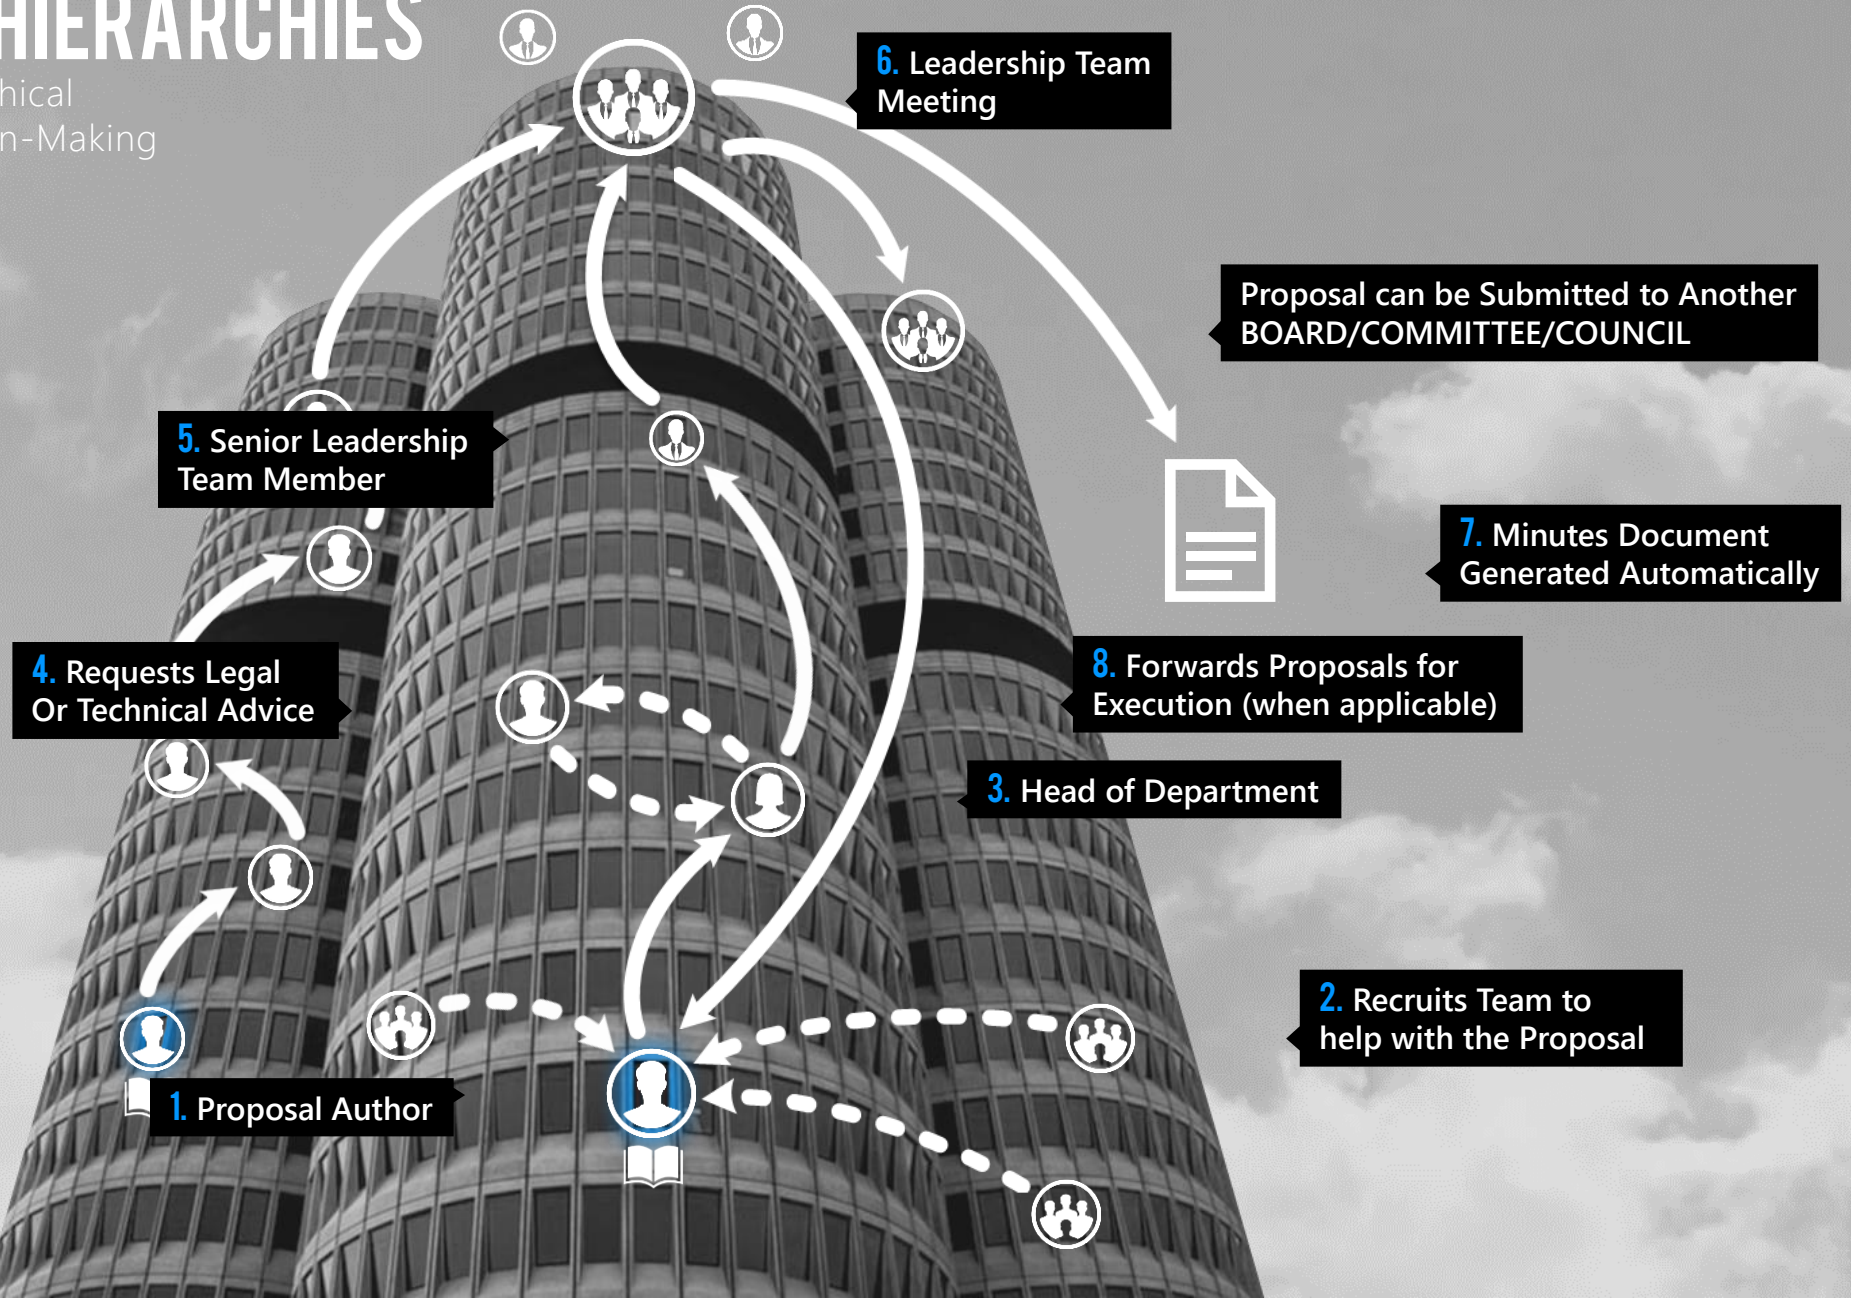 HIERARCHIES
hical
n-Making
6. Leadership Team
Meeting
Proposal can be Submitted to Another
BOARD/COMMITTEE/COUNCIL
5. Senior Leadership
Team Member
7. Minutes Document
Generated Automatically
4. Requests Legal
Or Technical Advice
8. Forwards Proposals for
Execution (when applicable)
3. Head of Department
2. Recruits Team to
help with the Proposal
1. Proposal Author